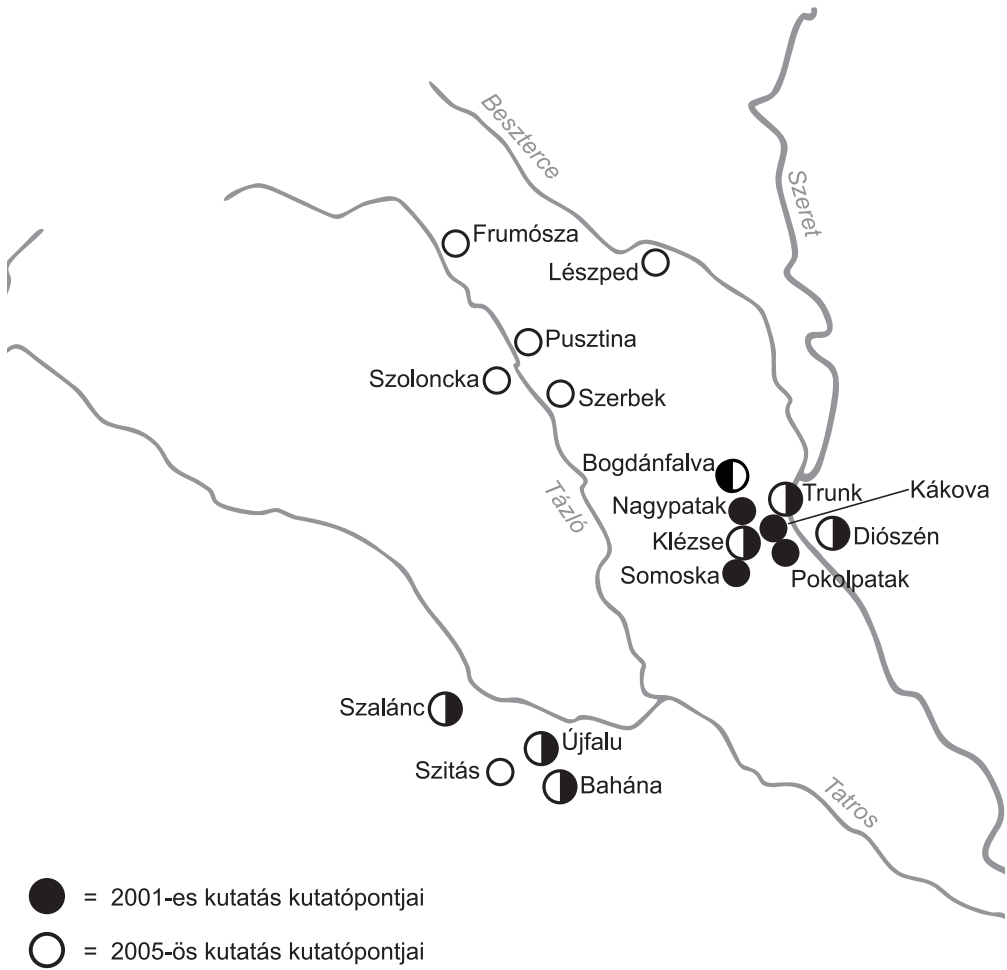 Beszterce
Szeret
Frumósza
Lészped
Pusztina
Szoloncka
Szerbek
Bogdánfalva
Trunk
Kákova
Nagypatak
Tázló
Klézse
Diószén
Somoska
Pokolpatak
Szalánc
Újfalu
Szitás
Bahána
Tatros
= 2001-es kutatás kutatópontjai
= 2005-ös kutatás kutatópontjai